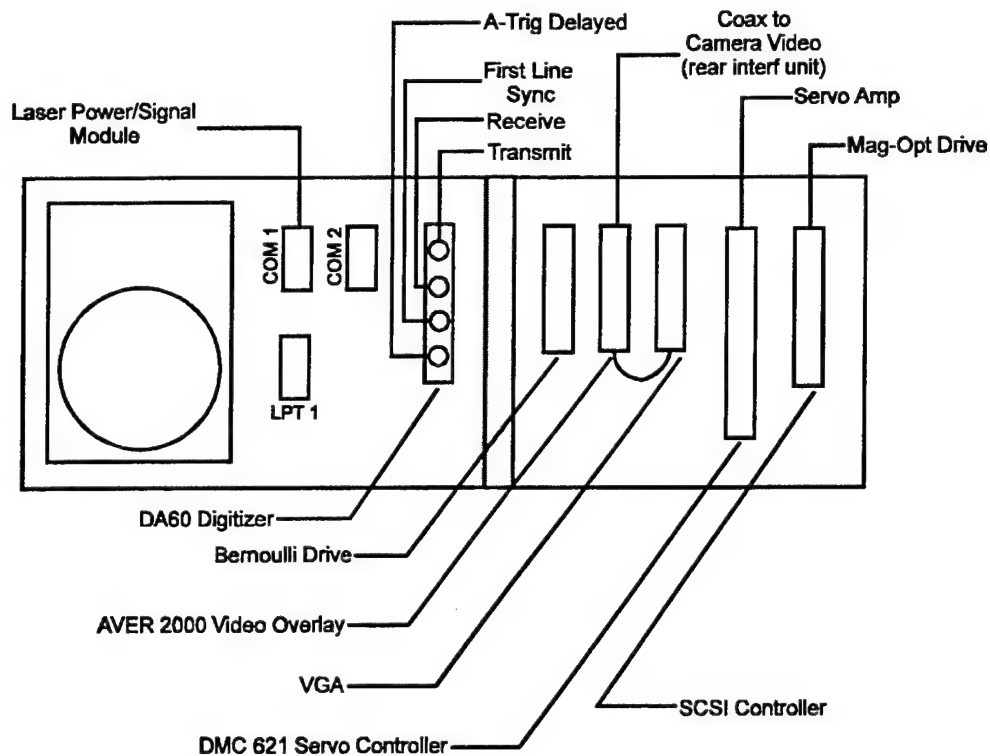 A-Trig Delayed
First Line
Sync
Receive
Transmit
Coax to
Camera Video
(rear interf unit)
Servo Amp
Mag-Opt Drive
Laser Power/Signal
Module
COM 1
COM 2
LPT 1
DA60 Digitizer
Bernoulli Drive
AVER 2000 Video Overlay
VGA
DMC 621 Servo Controller
SCSI Controller